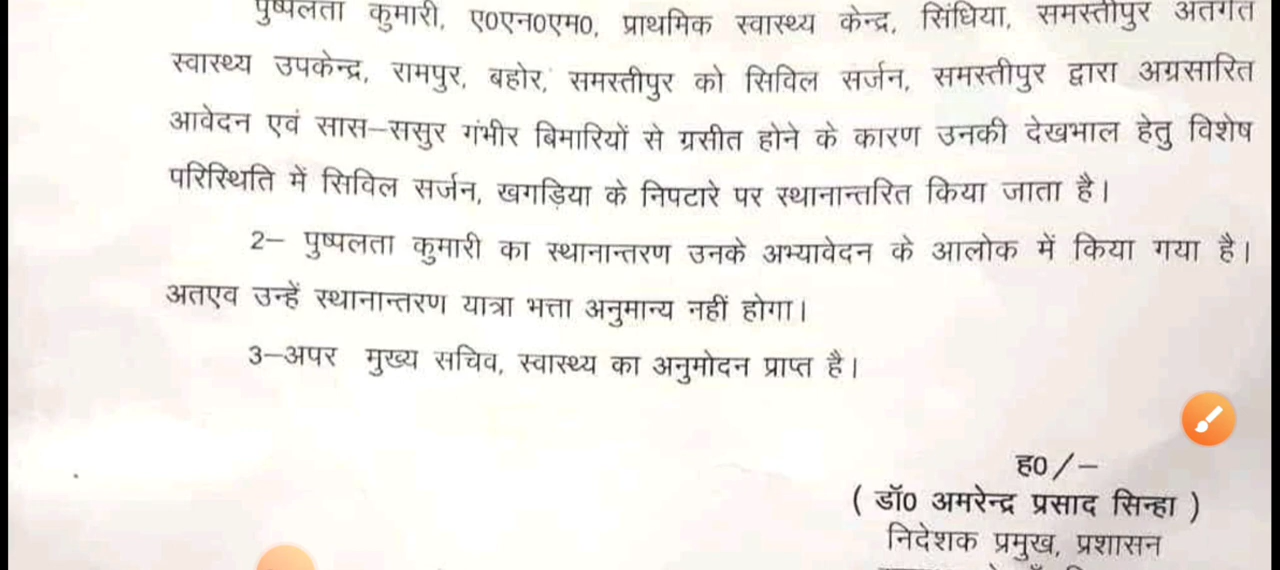 पुष्पलता कुमारी, ए0एन0एम0, प्राथमिक स्वास्थ्य केन्द्र, सिंधिया, समस्तीपुर अंतर्गत
स्वास्थ्य उपकेन्द्र, रामपुर, बहोर, समस्तीपुर को सिविल सर्जन, समस्तीपुर द्वारा अग्रसारित
आवेदन एवं सास–ससुर गंभीर बिमारियों से ग्रसीत होने के कारण उनकी देखभाल हेतु विशेष
परिस्थिति में सिविल सर्जन, खगड़िया के निपटारे पर स्थानान्तरित किया जाता है।
2– पुष्पलता कुमारी का स्थानान्तरण उनके अभ्यावेदन के आलोक में किया गया है।
अतएव उन्हें स्थानान्तरण यात्रा भत्ता अनुमान्य नहीं होगा।
3–अपर मुख्य सचिव, स्वास्थ्य का अनुमोदन प्राप्त है।
ह0/–
( डॉ0 अमरेन्द्र प्रसाद सिन्हा )
निदेशक प्रमुख, प्रशासन